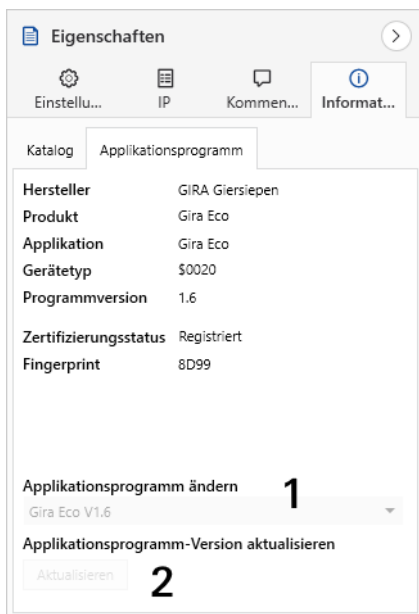 Eigenschaften
Einstellu... IP Kommen... Informat...
Katalog Applikationsprogramm
Hersteller GIRA Giersiepen
Produkt Gira Eco
Applikation Gira Eco
Gerätetyp $0020
Programmversion 1.6
Zertifizierungsstatus Registriert
Fingerprint 8D99
Applikationsprogramm ändern 1
Gira Eco V1.6
Applikationsprogramm-Version aktualisieren
Aktualisieren 2